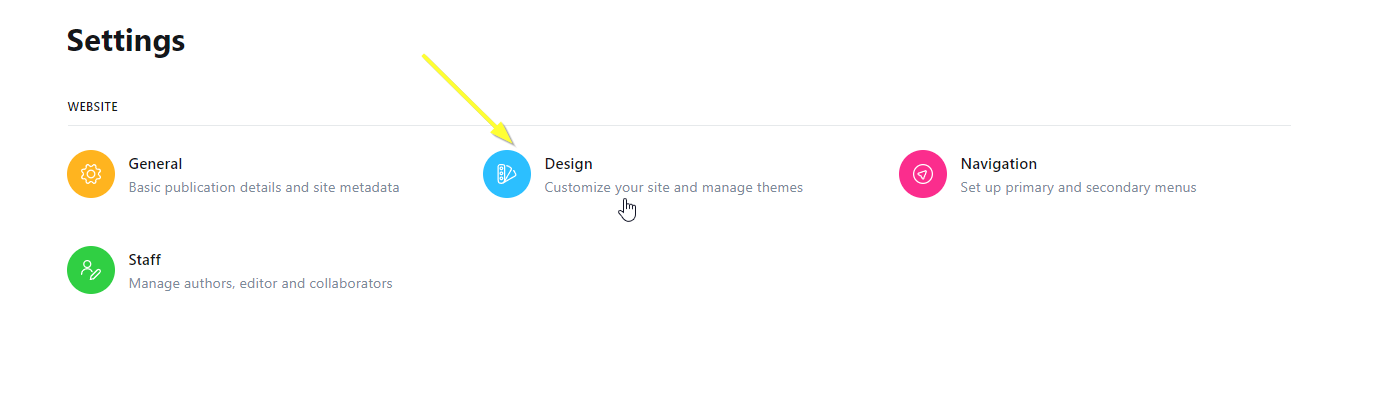 Settings
WEBSITE
General
Basic publication details and site metadata
Design
Customize your site and manage themes
Navigation
Set up primary and secondary menus
Staff
Manage authors, editor and collaborators